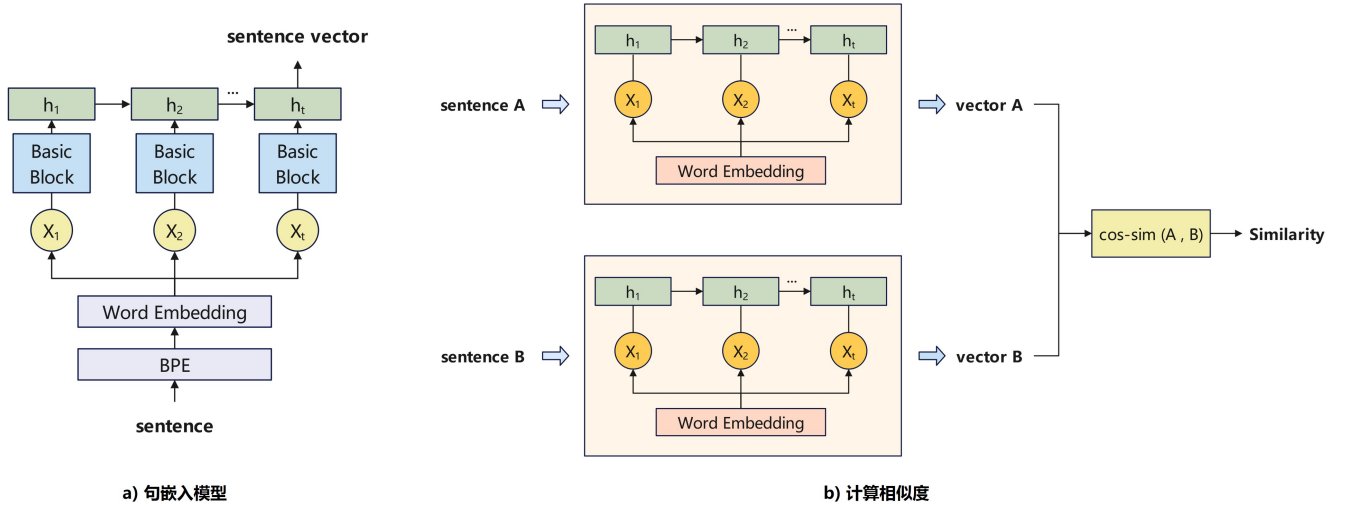 sentence vector
h1
h2
...
ht
Basic
Block
Basic
Block
Basic
Block
X1
X2
Xt
Word Embedding
BPE
sentence
a) 句嵌入模型
sentence A
h1
h2
...
ht
X1
X2
Xt
Word Embedding
vector A
sentence B
h1
h2
...
ht
X1
X2
Xt
Word Embedding
vector B
cos-sim (A , B)
Similarity
b) 计算相似度